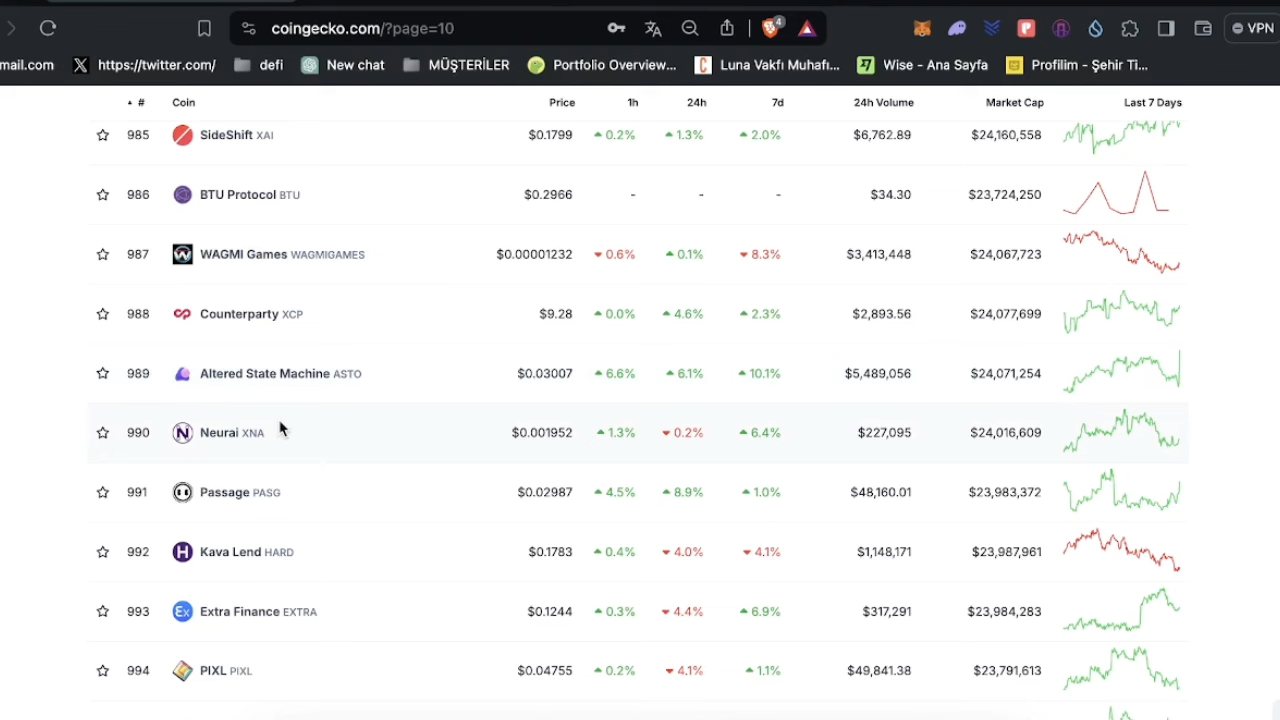 coingecko.com/?page=10
4
VPN
mail.com
https://twitter.com/
defi
New chat
MÜŞTERİLER
Portfolio Overview...
Luna Vakfı Muhaf...
Wise - Ana Sayfa
Profilim - Şehir Ti...
# Coin Price 1h 24h 7d 24h Volume Market Cap Last 7 Days
985 SideShift XAI $0.1799 0.2% 1.3% 2.0% $6,762.89 $24,160,558
986 BTU Protocol BTU $0.2966 - - - $34.30 $23,724,250
987 WAGMI Games WAGMIGAMES $0.00001232 0.6% 0.1% 8.3% $3,413,448 $24,067,723
988 Counterparty XCP $9.28 0.0% 4.6% 2.3% $2,893.56 $24,077,699
989 Altered State Machine ASTO $0.03007 6.6% 6.1% 10.1% $5,489,056 $24,071,254
990 Neurai XNA $0.001952 1.3% 0.2% 6.4% $227,095 $24,016,609
991 Passage PASG $0.02987 4.5% 8.9% 1.0% $48,160.01 $23,983,372
992 Kava Lend HARD $0.1783 0.4% 4.0% 4.1% $1,148,171 $23,987,961
993 Extra Finance EXTRA $0.1244 0.3% 4.4% 6.9% $317,291 $23,984,283
994 PIXL PIXL $0.04755 0.2% 4.1% 1.1% $49,841.38 $23,791,613